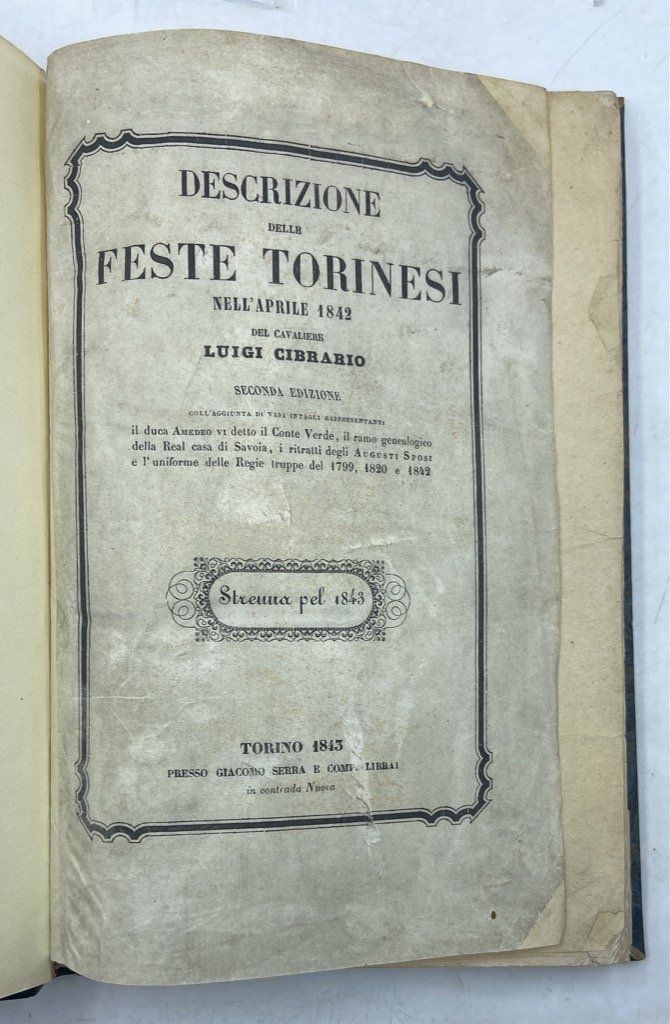 DESCRIZIONE
DELLE
FESTE TORINESI
NELL'APRILE 1842
DEL CAVALIERE
LUIGI CIBRARIO
SECONDA EDIZIONE
COLL'AGGIUNTA DI VARI INTAGLI RAPPRESENTANTI
il duca AMEDEO VI detto il Conte Verde, il ramo genealogico
della Real casa di Savoia, i ritratti degli AUGUSTI SPOSI
e l'uniforme delle Regie truppe del 1799, 1820 e 1842
Strenna pel 1843
TORINO 1843
PRESSO GIACOMO SERRA E COMP. LIBRAI
in contrada Nuova